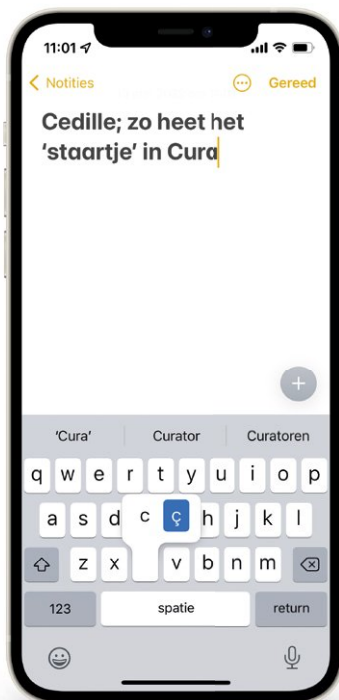 11:01
Notities
Gereed
Cedille; zo heet het
‘staartje’ in Cura
'Cura'
Curator
Curatoren
q w e r t y u i o p
a s d c ç h j k l
z x v b n m
123
spatie
return